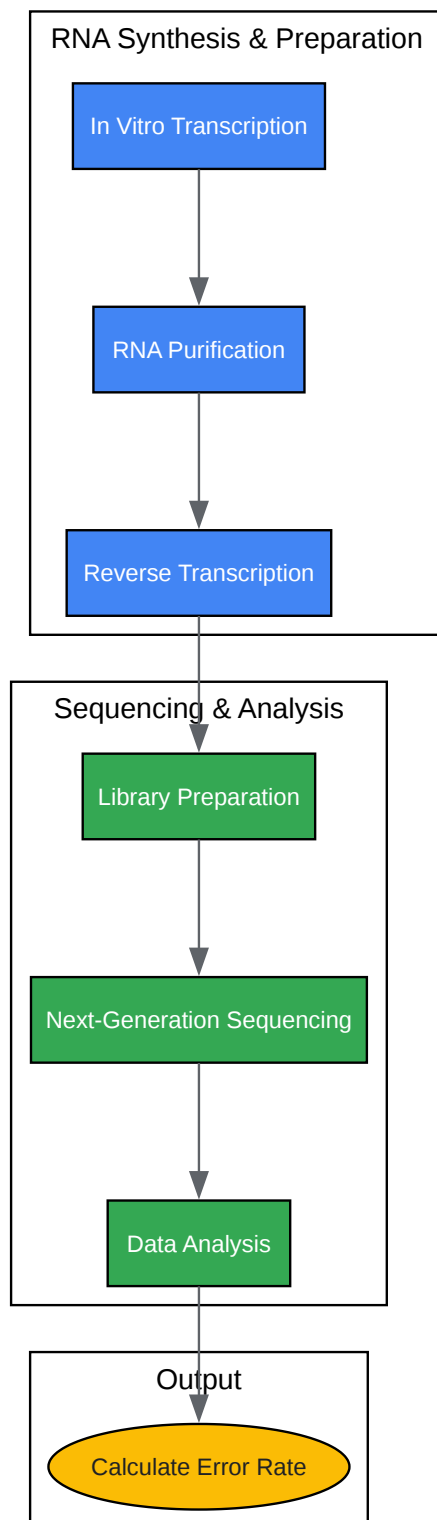 RNA Synthesis & Preparation
In Vitro Transcription
RNA Purification
Reverse Transcription
Sequencing & Analysis
Library Preparation
Next-Generation Sequencing
Data Analysis
Output
Calculate Error Rate